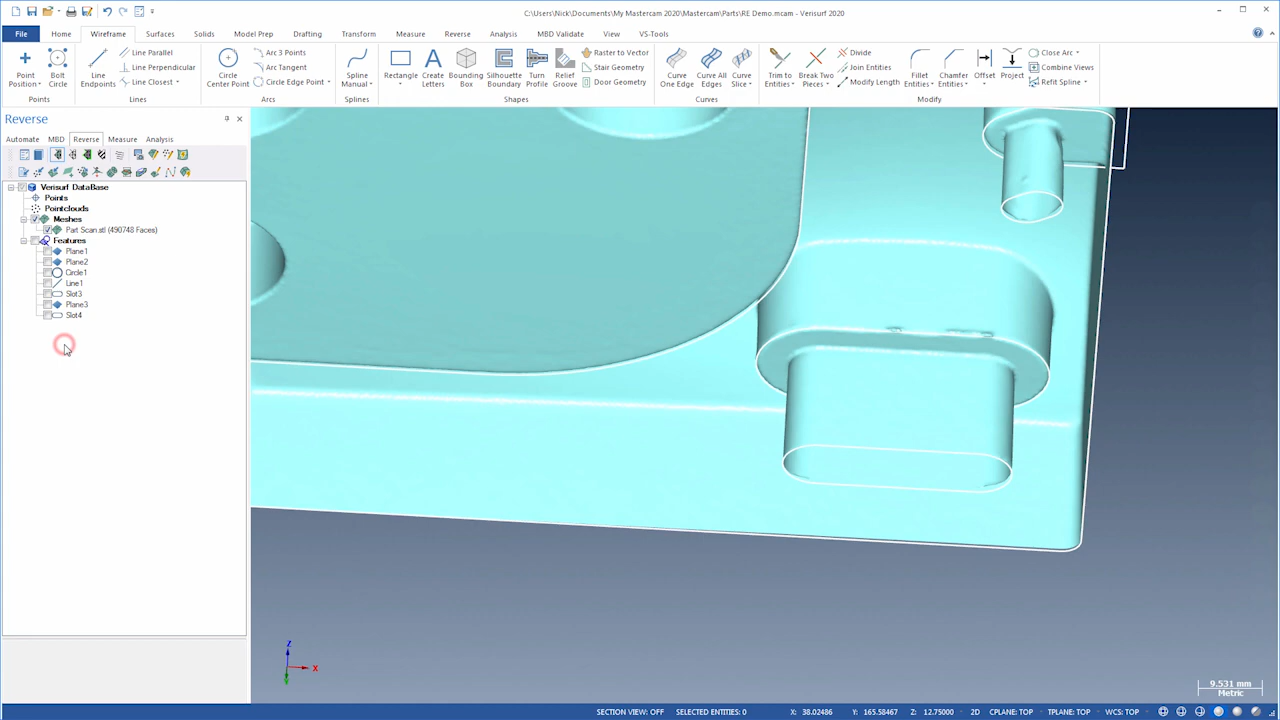 C:\Users\Nick\Documents\My Mastercam 2020\Mastercam\Parts\RE Demo.mcam - Verisurf 2020
File Home Wireframe Surfaces Solids Model Prep Drafting Transform Measure Reverse Analysis MBD Validate View VS-Tools
Point Position
Bolt Circle
Points
Line Endpoints
Line Parallel
Line Perpendicular
Line Closest
Lines
Circle Center Point
Arc 3 Points
Arc Tangent
Circle Edge Point
Arcs
Spline Manual
Splines
Rectangle
Create Letters
Bounding Box
Silhouette Boundary
Turn Profile
Relief Groove
Raster to Vector
Stair Geometry
Door Geometry
Shapes
Curve One Edge
Curve All Edges
Curve Slice
Curves
Trim to Entities
Break Two Pieces
Divide
Join Entities
Modify Length
Fillet Entities
Chamfer Entities
Offset
Project
Close Arc
Combine Views
Refit Spline
Modify
Reverse
Automate MBD Reverse Measure Analysis
Verisurf DataBase
Points
Pointclouds
Meshes
Part Scan.stl (490748 Faces)
Features
Plane1
Plane2
Circle1
Line1
Slot3
Plane3
Slot4
Z
X
Y
9.531 mm
Metric
SECTION VIEW: OFF SELECTED ENTITIES: 0 X: 38.02486 Y: 165.58467 Z: 12.75000 2D CPLANE: TOP TPLANE: TOP WCS: TOP